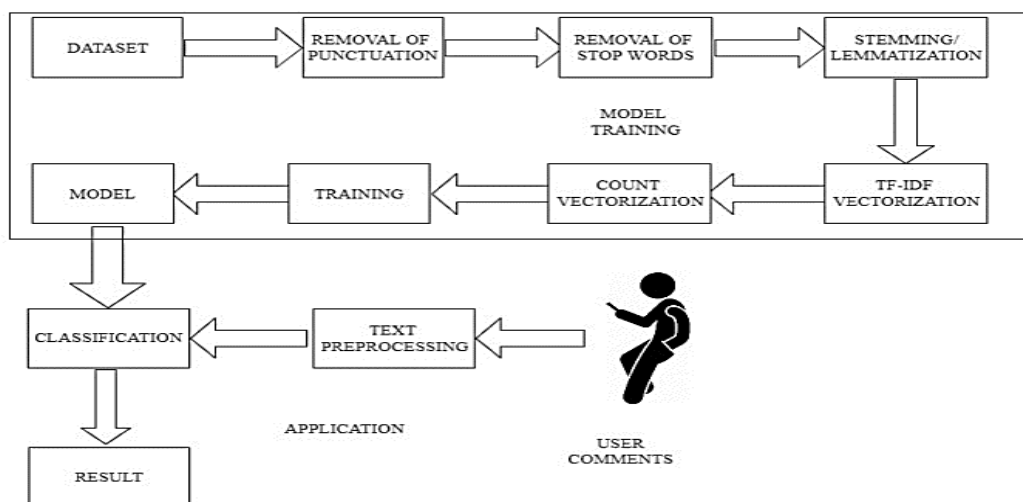 DATASET
REMOVAL OF
PUNCTUATION
REMOVAL OF
STOP WORDS
STEMMING/
LEMMATIZATION
MODEL
TRAINING
MODEL
TRAINING
COUNT
VECTORIZATION
TF-IDF
VECTORIZATION
CLASSIFICATION
TEXT
PREPROCESSING
APPLICATION
USER
COMMENTS
RESULT